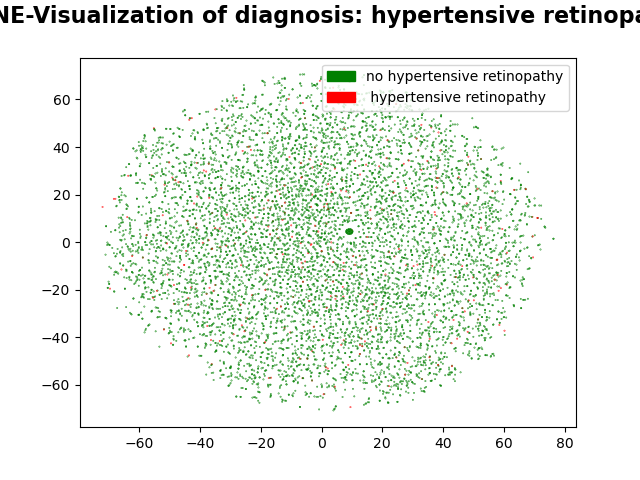 NE-Visualization of diagnosis: hypertensive retinopa
no hypertensive retinopathy
hypertensive retinopathy
60
40
20
0
−20
−40
−60
−60 −40 −20 0 20 40 60 80